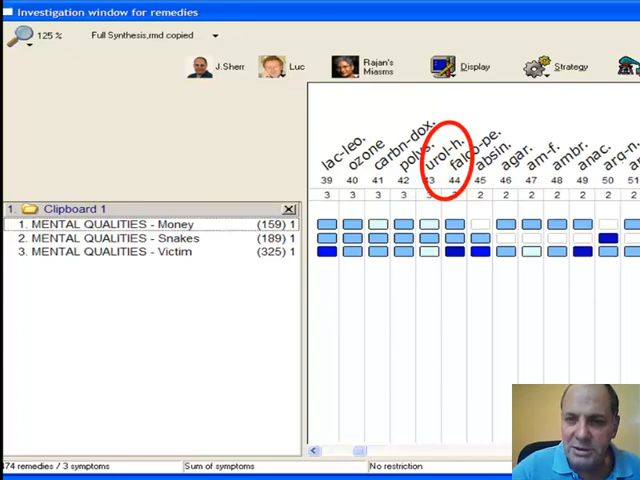 Investigation window for remedies
125 % Full Synthesis,rmd copied
J.Sherr Luc Rajan's Miasms Display Strategy
lac-leo. ozone carbn-dox. polys. urol-h. falco-pe. absin. agar. am-f. ambr. anac. arg-n.
39 40 41 42 43 44 45 46 47 48 49 50 51
3 3 3 3 3 3 2 2 2 2 2 2 2
1. Clipboard 1
1. MENTAL QUALITIES - Money (159) 1
2. MENTAL QUALITIES - Snakes (189) 1
3. MENTAL QUALITIES - Victim (325) 1
474 remedies / 3 symptoms Sum of symptoms No restriction